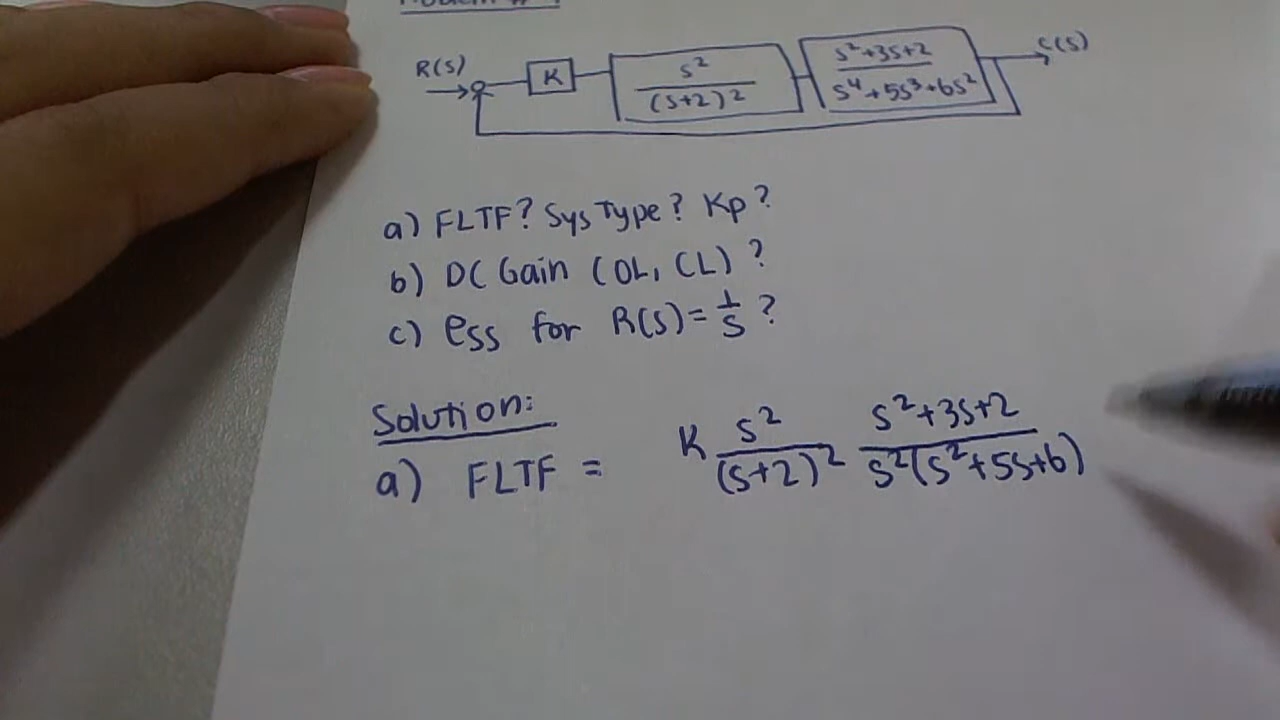 R(S) K s² / (s+2)² s²+3s+2 / s⁴+5s³+6s² C(S)
a) FLTF? Sys Type? Kp?
b) DC Gain (OL, CL) ?
c) ess for R(S) = 1/S ?
Solution:
a) FLTF = K s² / (s+2)² s²+3s+2 / s²(s²+5s+6)